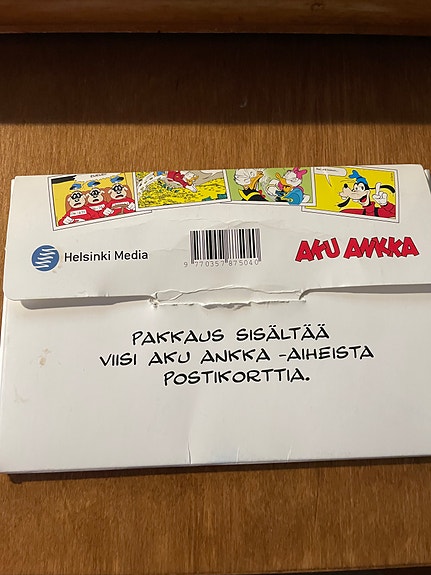 Helsinki Media
9 770357 875040
AKU ANKKA
PAKKAUS SISÄLTÄÄ
VIISI AKU ANKKA -AIHEISTA
POSTIKORTTIA.